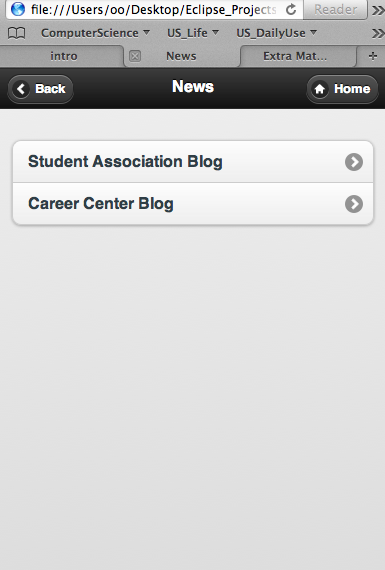 file:///Users/oo/Desktop/Eclipse_Projects Reader
ComputerScience US_Life US_DailyUse
intro News Extra Mat...
Back News Home
Student Association Blog
Career Center Blog